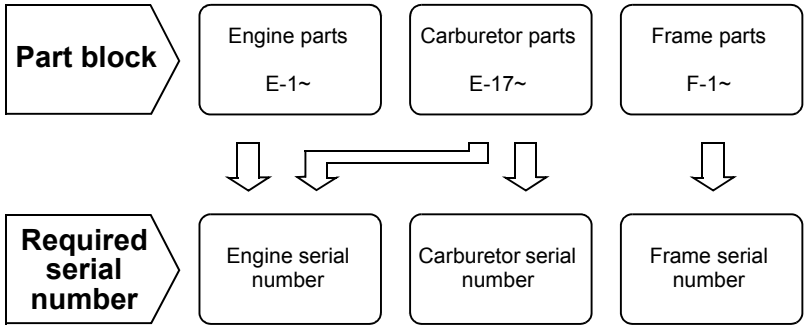 Part block
Engine parts
E-1~
Carburetor parts
E-17~
Frame parts
F-1~
Required
serial
number
Engine serial
number
Carburetor serial
number
Frame serial
number